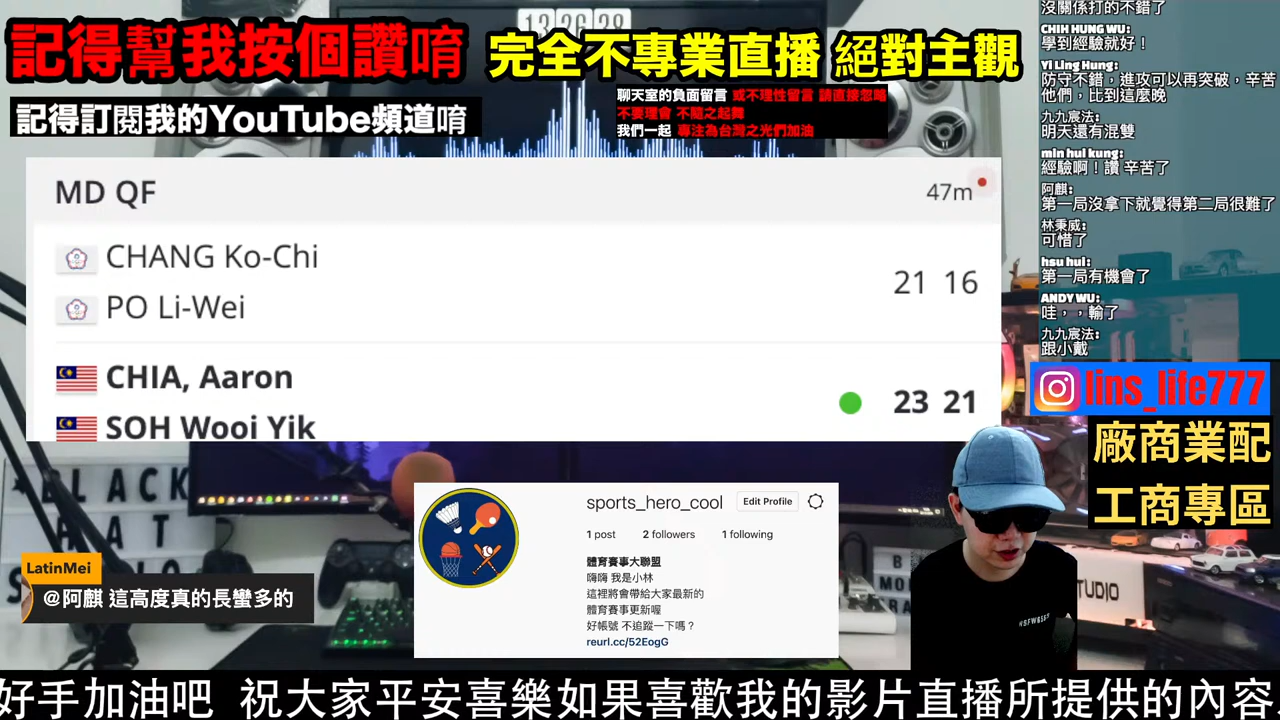 13 26 28
記得幫我按個讚唷
完全不專業直播 絕對主觀
記得訂閱我的YouTube頻道唷
聊天室的負面留言 或不理性留言 請直接忽略
不要理會 不隨之起舞
我們一起 專注為台灣之光們加油
MD QF
47m
CHANG Ko-Chi
PO Li-Wei
21 16
CHIA, Aaron
SOH Wooi Yik
23 21
沒關係打的不錯了
CHIH HUNG WU:
學到經驗就好！
Yi Ling Hung:
防守不錯，進攻可以再突破，辛苦
他們，比到這麼晚
九九宸法:
明天還有混雙
min hui kung:
經驗啊！讚 辛苦了
阿麒:
第一局沒拿下就覺得第二局很難了
林秉威:
可惜了
hsu hui:
第一局有機會了
ANDY WU:
哇，，輸了
九九宸法:
跟小戴
lins_life777
廠商業配
工商專區
BLACK
sports_hero_cool
Edit Profile
1 post 2 followers 1 following
體育賽事大聯盟
嗨嗨 我是小林
這裡將會帶給大家最新的
體育賽事更新喔
好帳號 不追蹤一下嗎？
reurl.cc/52EogG
LatinMei
@阿麒 這高度真的長蠻多的
好手加油吧 祝大家平安喜樂如果喜歡我的影片直播所提供的內容